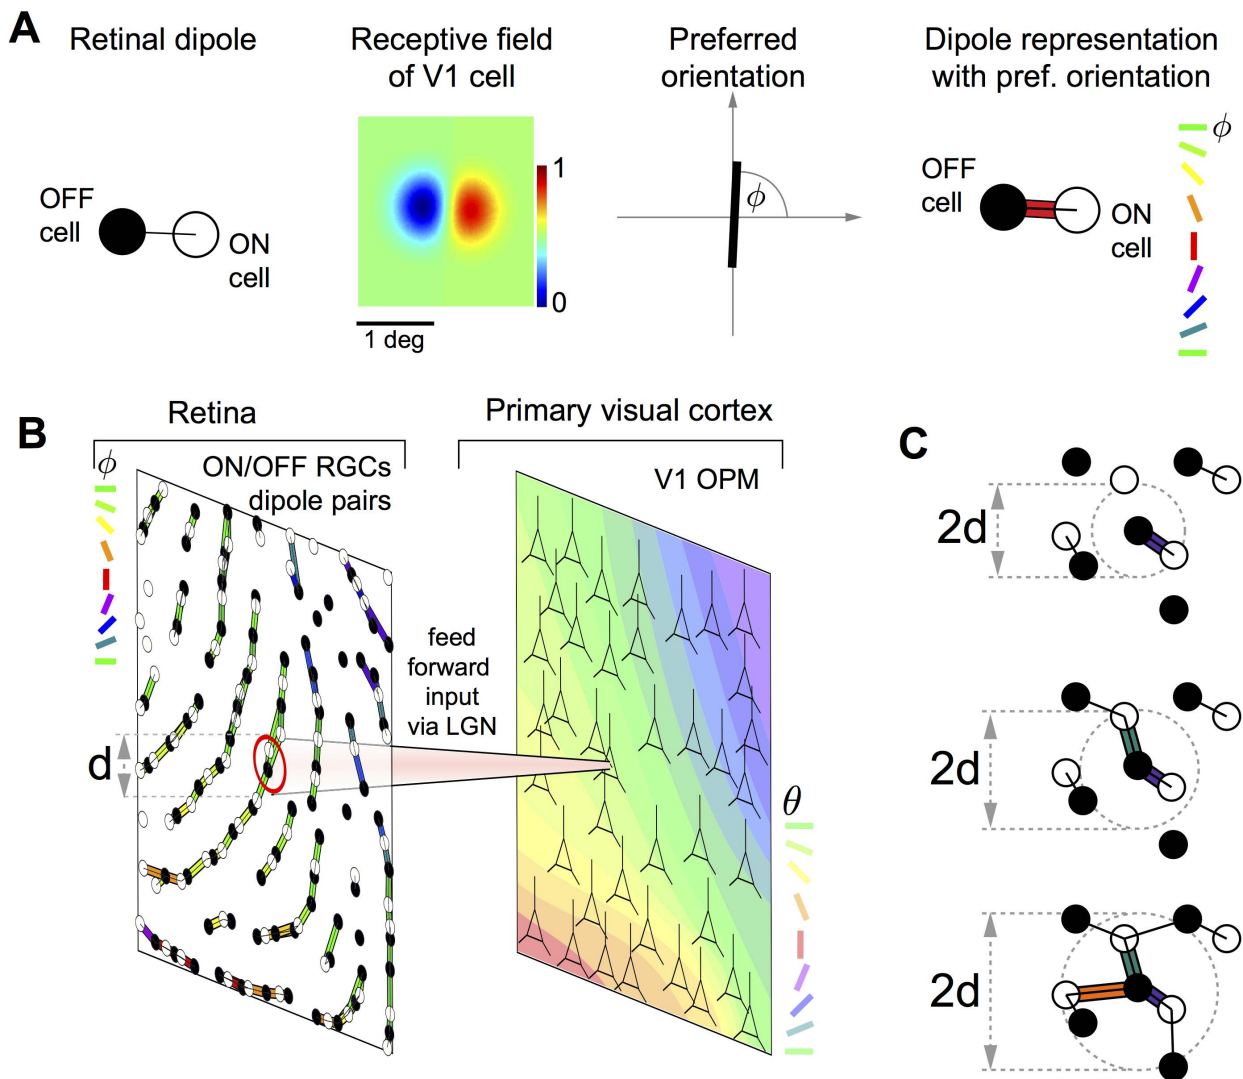 A
Retinal dipole
Receptive field
of V1 cell
Preferred
orientation
Dipole representation
with pref. orientation
OFF
cell
ON
cell
1
0
1 deg
ϕ
OFF
cell
ON
cell
ϕ
B
Retina
Primary visual cortex
ϕ
ON/OFF RGCs
dipole pairs
V1 OPM
feed
forward
input
via LGN
d
θ
C
2d
2d
2d